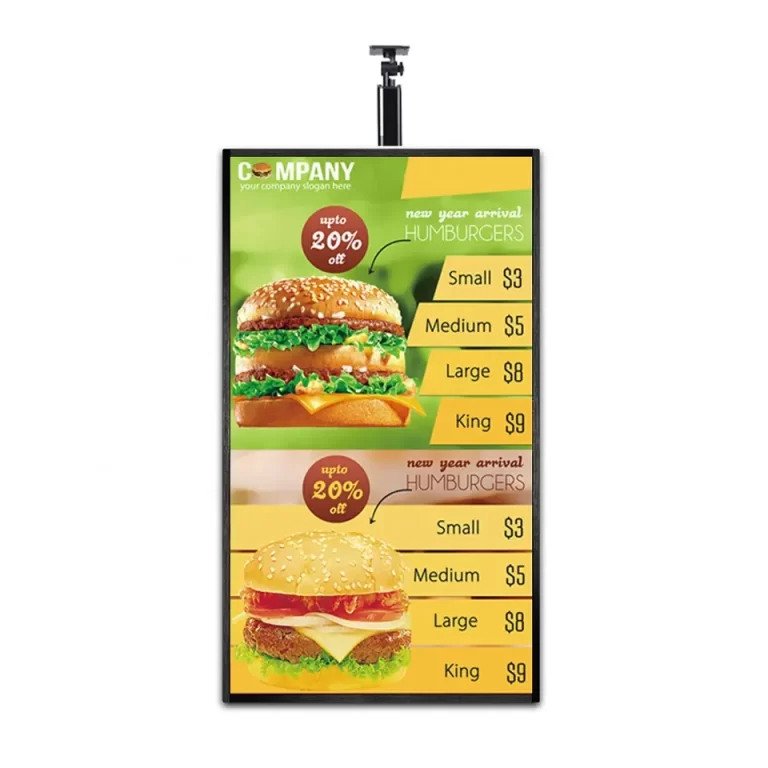 COMPANY
your company slogan here
upto
20%
off
new year arrival
HUMBURGERS
Small $3
Medium $5
Large $8
King $9
upto
20%
off
new year arrival
HUMBURGERS
Small $3
Medium $5
Large $8
King $9